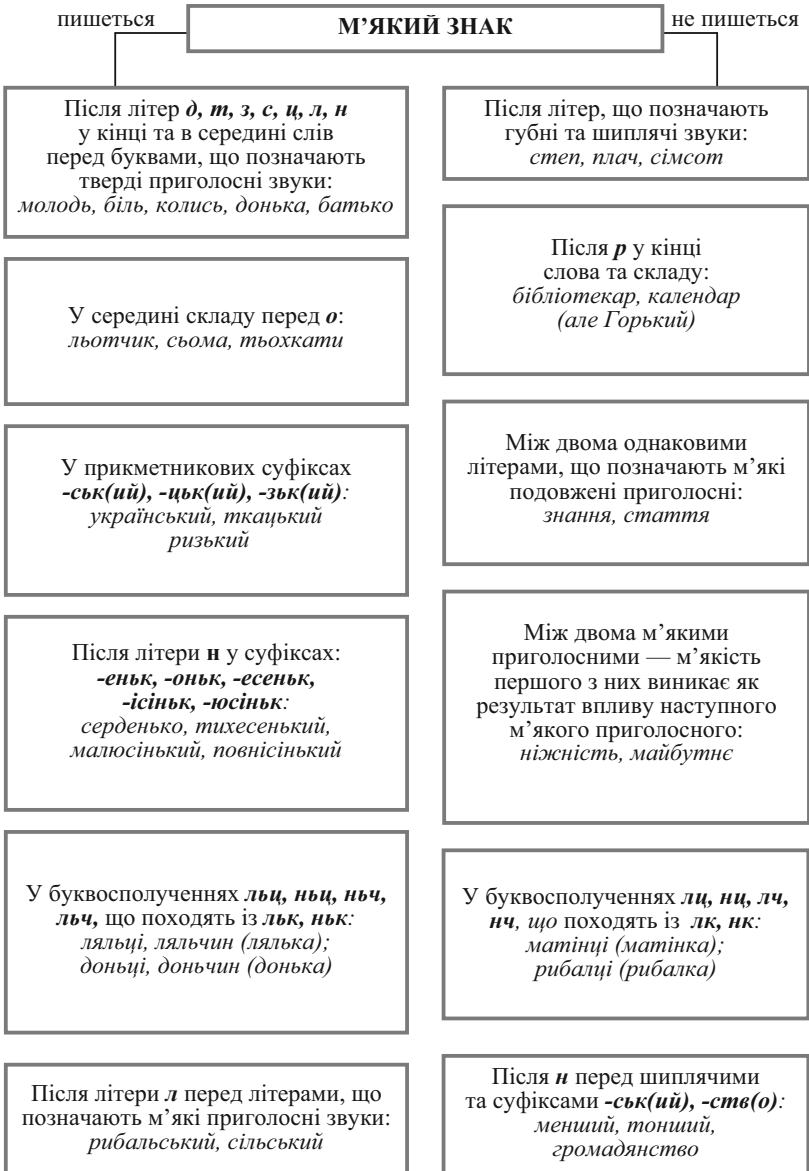 пишеться
М’ЯКИЙ ЗНАК
не пишеться
Після літер д, т, з, с, ц, л, н
у кінці та в середині слів
перед буквами, що позначають
тверді приголосні звуки:
молодь, біль, колись, донька, батько
У середині складу перед о:
льотчик, сьома, тьохкати
У прикметникових суфіксах
-ськ(ий), -цьк(ий), -зьк(ий):
український, ткацький
ризький
Після літери н у суфіксах:
-еньк, -оньк, -есеньк,
-ісіньк, -юсіньк:
серденько, тихесенький,
малюсінький, повнісінький
У буквосполученнях льц, ньц, ньч,
льч, що походять із льк, ньк:
ляльці, ляльчин (лялька);
доньці, доньчин (донька)
Після літери л перед літерами, що
позначають м’які приголосні звуки:
рибальський, сільський
Після літер, що позначають
губні та шиплячі звуки:
степ, плач, сімсот
Після р у кінці
слова та складу:
бібліотекар, календар
(але Горький)
Між двома однаковими
літерами, що позначають м’які
подовжені приголосні:
знання, стаття
Між двома м’якими
приголосними — м’якість
першого з них виникає як
результат впливу наступного
м’якого приголосного:
ніжність, майбутнє
У буквосполученнях лц, нц, лч,
нч, що походять із лк, нк:
матінці (матінка);
рибалці (рибалка)
Після н перед шиплячими
та суфіксами -ськ(ий), -ств(о):
менший, тонший,
громадянство